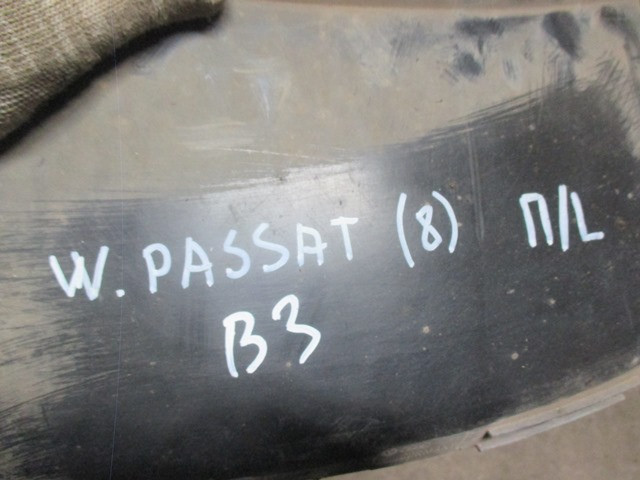 W. PASSAT (8) П/L
B3